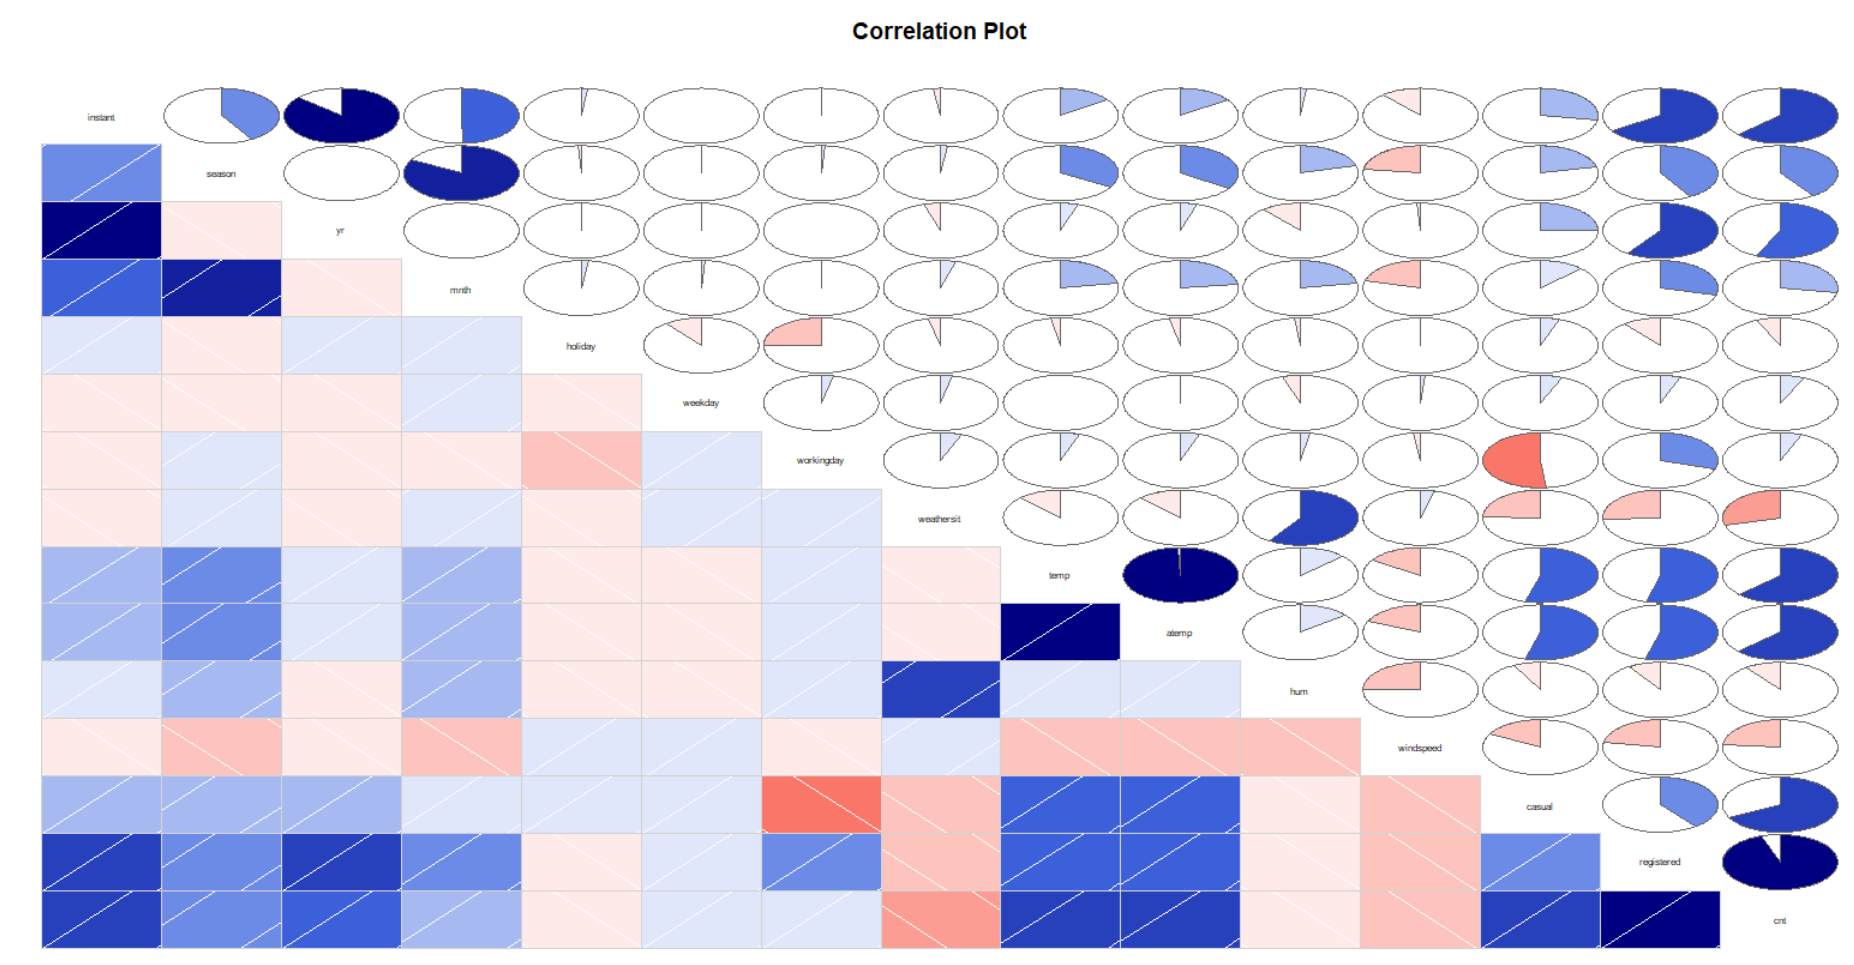 Correlation Plot
instant
season
yr
mnth
holiday
weekday
workingday
weathersit
temp
atemp
hum
windspeed
casual
registered
cnt